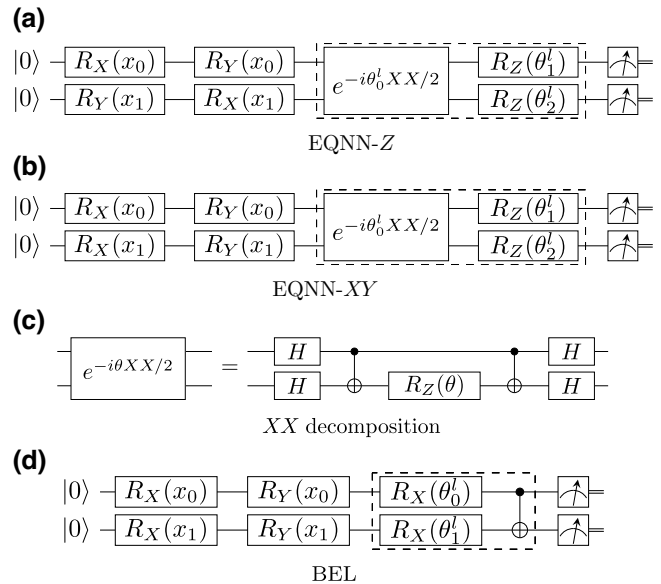 (a)
|0⟩ R_X(x_0) R_Y(x_0) e^{-iθ_0^l XX/2} R_Z(θ_1^l)
|0⟩ R_Y(x_1) R_X(x_1) R_Z(θ_2^l)
EQNN-Z
(b)
|0⟩ R_X(x_0) R_Y(x_0) e^{-iθ_0^l XX/2} R_Z(θ_1^l)
|0⟩ R_X(x_1) R_Y(x_1) R_Z(θ_2^l)
EQNN-XY
(c)
e^{-iθXX/2} = H H
H R_Z(θ) H
XX decomposition
(d)
|0⟩ R_X(x_0) R_Y(x_0) R_X(θ_0^l)
|0⟩ R_X(x_1) R_Y(x_1) R_X(θ_1^l)
BEL